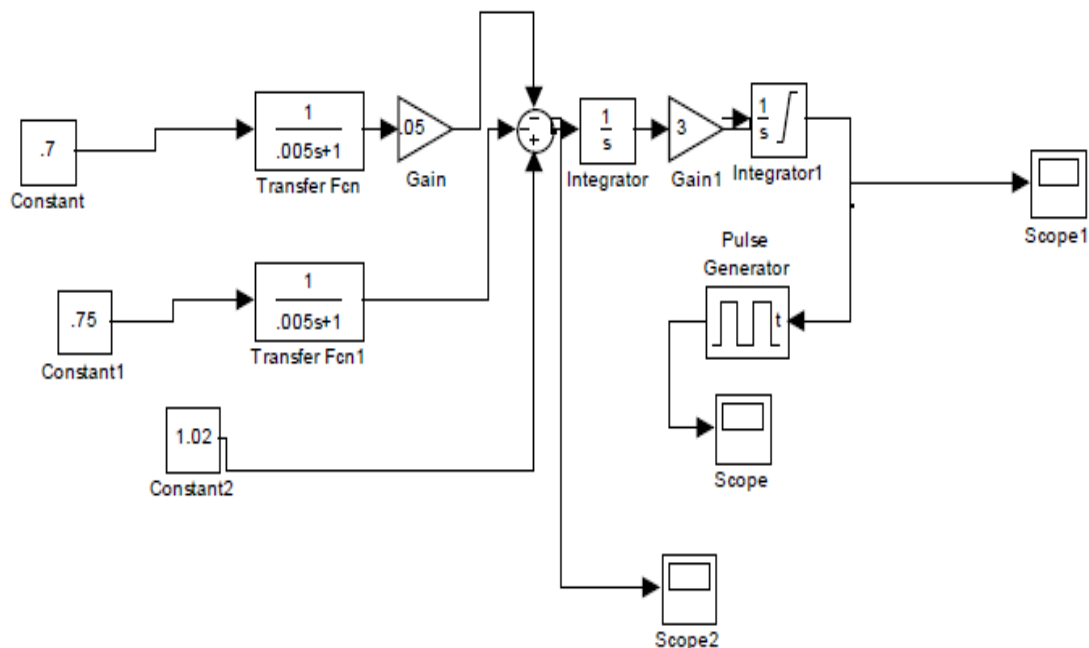 .7
Constant
1
.005s+1
Transfer Fcn
.05
Gain
−
−
+
1
s
Integrator
3
Gain1
1
s
Integrator1
Scope1
.75
Constant1
1
.005s+1
Transfer Fcn1
Pulse
Generator
t
1.02
Constant2
Scope
Scope2